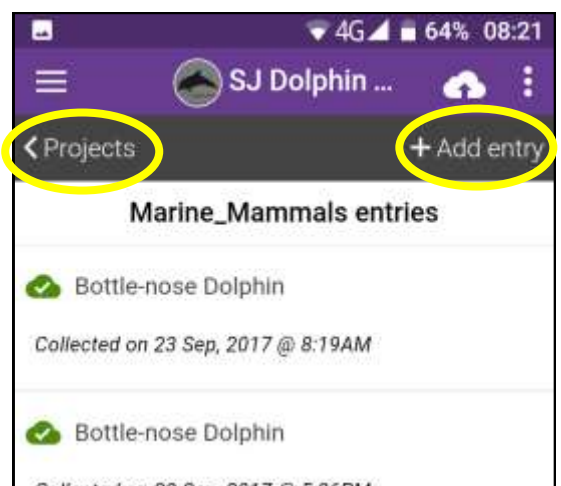 4G 64% 08:21
SJ Dolphin ...
Projects + Add entry
Marine_Mammals entries
Bottle-nose Dolphin
Collected on 23 Sep, 2017 @ 8:19AM
Bottle-nose Dolphin